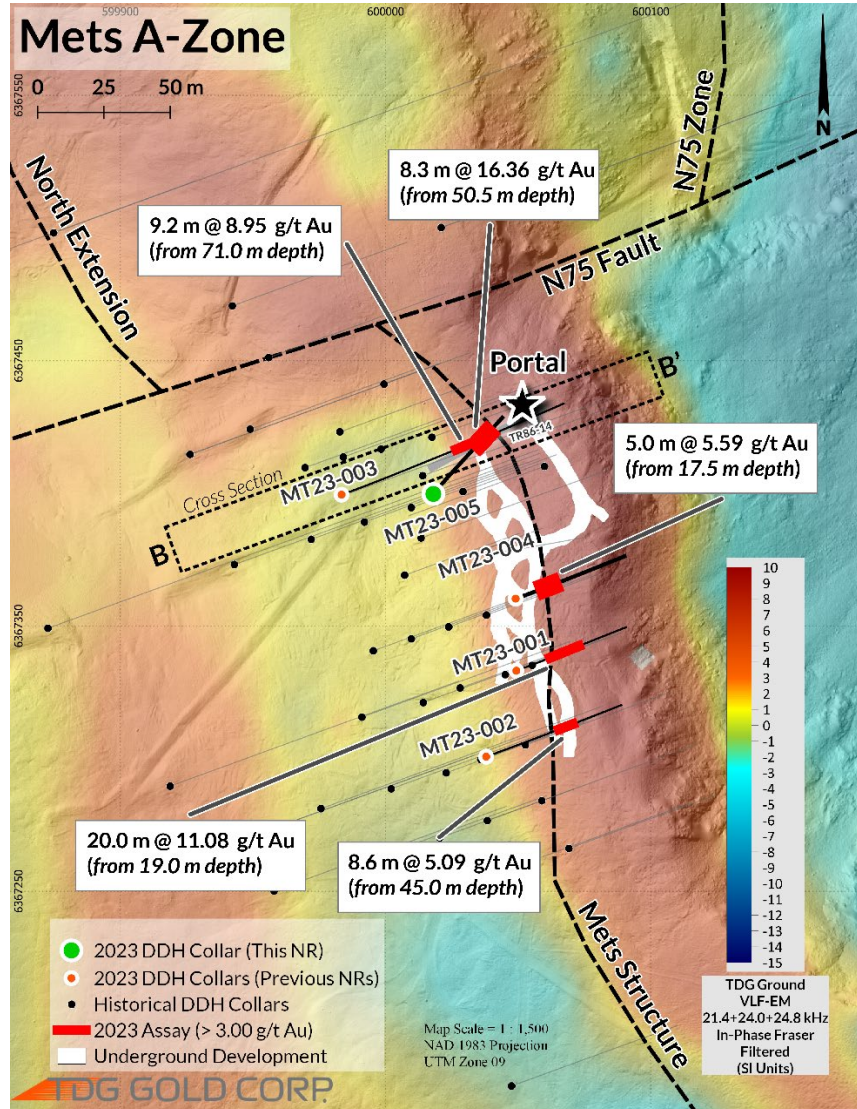 599900
600000
600100
Mets A-Zone
0 25 50 m
6367550
N
N75 Zone
8.3 m @ 16.36 g/t Au
(from 50.5 m depth)
9.2 m @ 8.95 g/t Au
(from 71.0 m depth)
North Extension
N75 Fault
6367450
Portal
B'
TR86-14
5.0 m @ 5.59 g/t Au
(from 17.5 m depth)
Cross Section
MT23-003
MT23-005
B
MT23-004
6367350
MT23-001
MT23-002
10
9
8
7
6
5
4
3
2
1
0
-1
-2
-3
-4
-5
-6
-7
-8
-9
-10
-11
-12
-13
-14
-15
20.0 m @ 11.08 g/t Au
(from 19.0 m depth)
8.6 m @ 5.09 g/t Au
(from 45.0 m depth)
6367250
Mets Structure
2023 DDH Collar (This NR)
2023 DDH Collars (Previous NRs)
Historical DDH Collars
2023 Assay (> 3.00 g/t Au)
Underground Development
Map Scale = 1 : 1,500
NAD 1983 Projection
UTM Zone 09
TDG Ground
VLF-EM
21.4+24.0+24.8 kHz
In-Phase Fraser
Filtered
(SI Units)
TDG GOLD CORP.